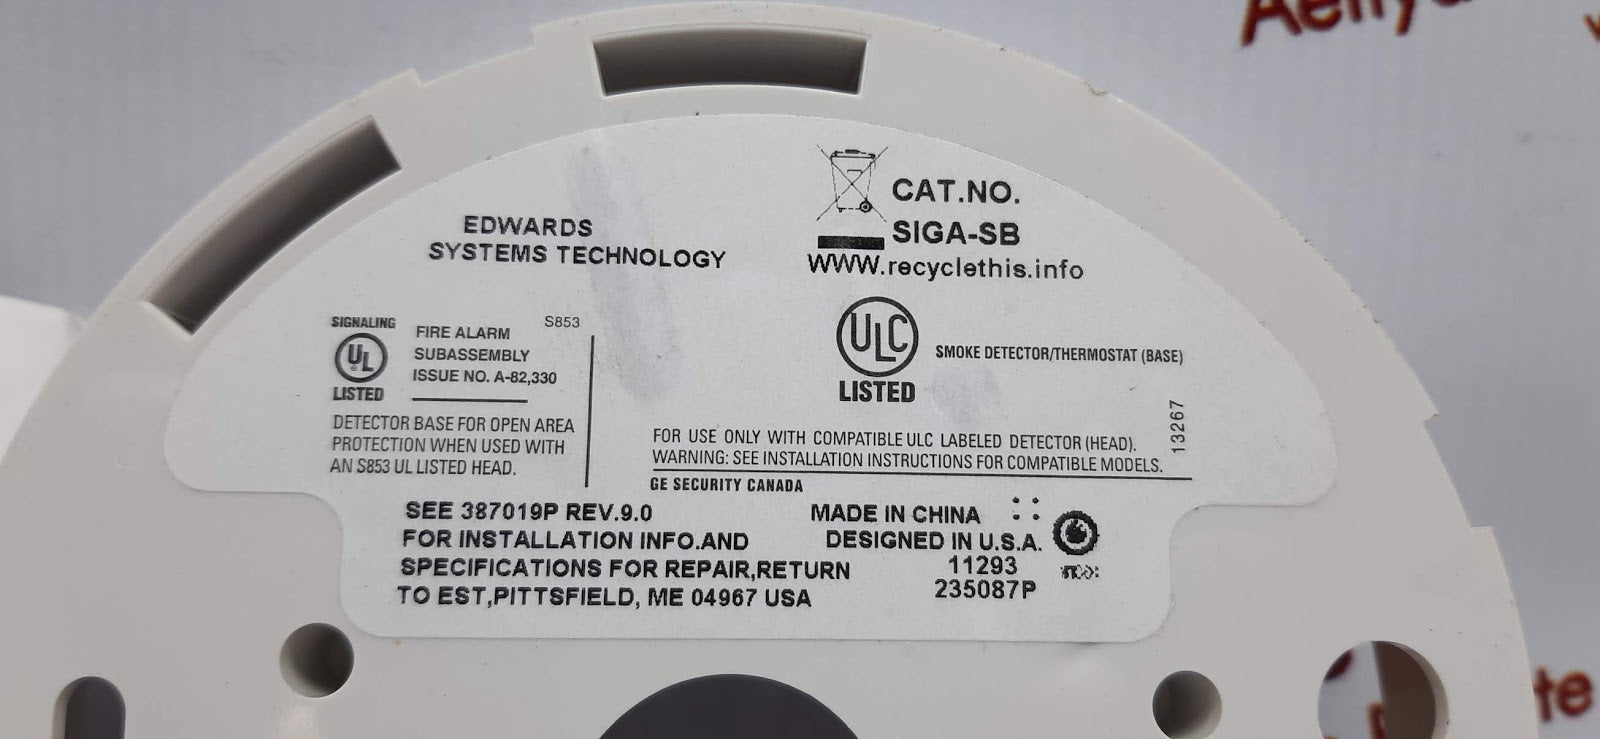 EDWARDS
SYSTEMS TECHNOLOGY
CAT.NO.
SIGA-SB
WWW.recyclethis.info
SIGNALING
UL
LISTED
FIRE ALARM
SUBASSEMBLY
ISSUE NO. A-82,330
S853
DETECTOR BASE FOR OPEN AREA
PROTECTION WHEN USED WITH
AN S853 UL LISTED HEAD.
ULC
LISTED
SMOKE DETECTOR/THERMOSTAT (BASE)
FOR USE ONLY WITH COMPATIBLE ULC LABELED DETECTOR (HEAD).
WARNING: SEE INSTALLATION INSTRUCTIONS FOR COMPATIBLE MODELS.
13267
GE SECURITY CANADA
SEE 387019P REV.9.0
FOR INSTALLATION INFO.AND
SPECIFICATIONS FOR REPAIR,RETURN
TO EST,PITTSFIELD, ME 04967 USA
MADE IN CHINA
DESIGNED IN U.S.A.
11293
235087P